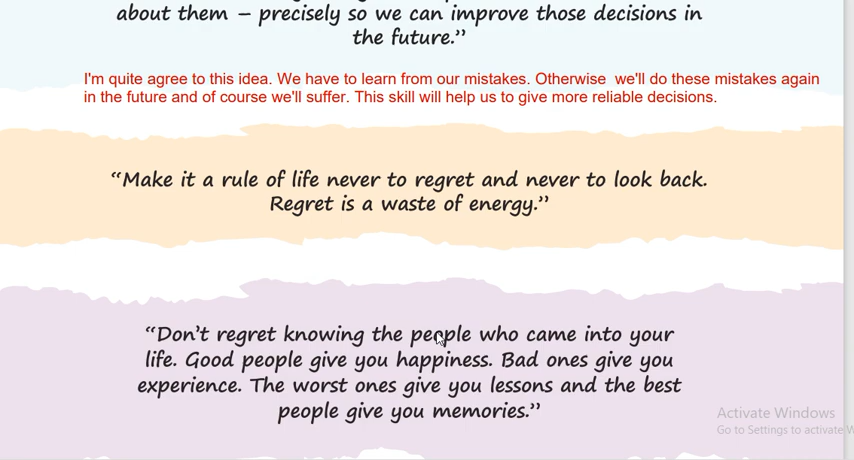 about them – precisely so we can improve those decisions in
the future.”
I'm quite agree to this idea. We have to learn from our mistakes. Otherwise  we'll do these mistakes again
in the future and of course we'll suffer. This skill will help us to give more reliable decisions.
“Make it a rule of life never to regret and never to look back.
Regret is a waste of energy.”
“Don’t regret knowing the people who came into your
life. Good people give you happiness. Bad ones give you
experience. The worst ones give you lessons and the best
people give you memories.”
Activate Windows
Go to Settings to activate W